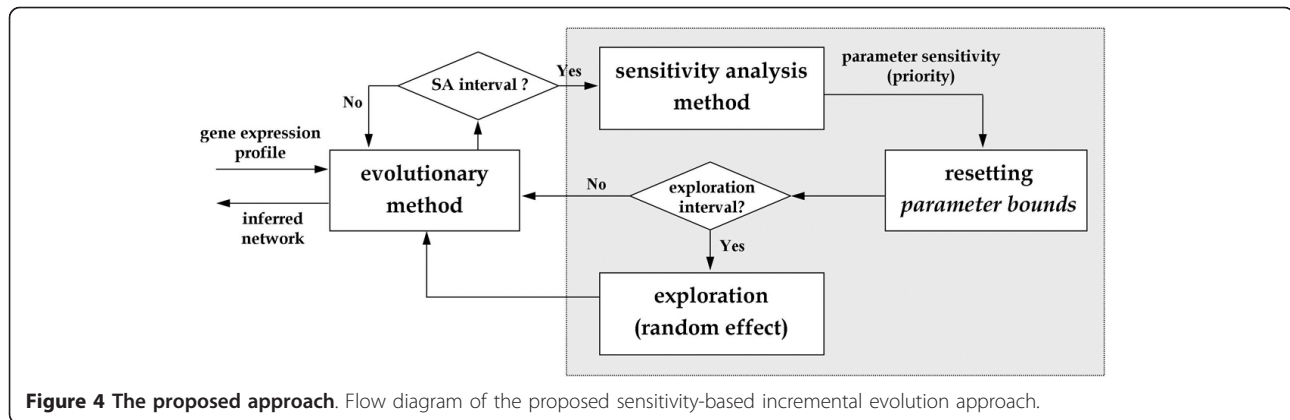 SA interval ?
Yes
No
sensitivity analysis
method
parameter sensitivity
(priority)
gene expression
profile
evolutionary
method
inferred
network
No
exploration
interval?
resetting
parameter bounds
Yes
exploration
(random effect)
Figure 4 The proposed approach. Flow diagram of the proposed sensitivity-based incremental evolution approach.